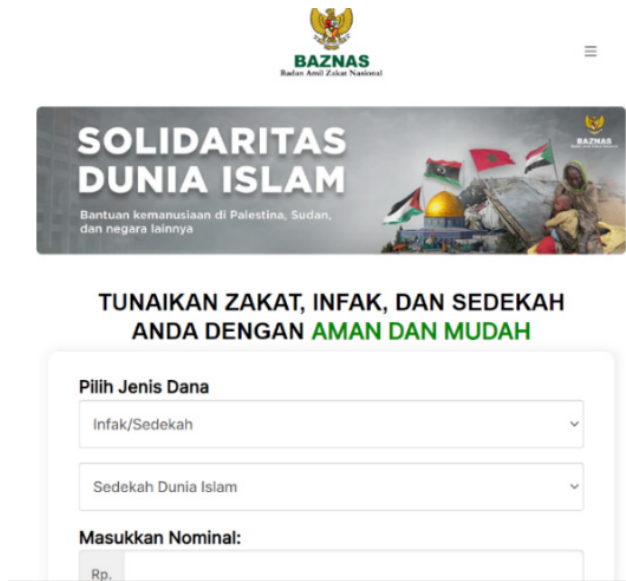 BAZNAS
Badan Amil Zakat Nasional
SOLIDARITAS
DUNIA ISLAM
Bantuan kemanusiaan di Palestina, Sudan,
dan negara lainnya
BAZNAS
TUNAIKAN ZAKAT, INFAK, DAN SEDEKAH
ANDA DENGAN AMAN DAN MUDAH
Pilih Jenis Dana
Infak/Sedekah
Sedekah Dunia Islam
Masukkan Nominal:
Rp.